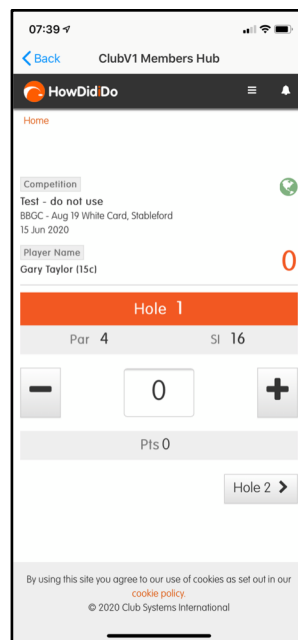 07:39
Back ClubV1 Members Hub
HowDidiDo
Home
Competition
Test - do not use
BBGC - Aug 19 White Card, Stableford
15 Jun 2020
Player Name
Gary Taylor (15c) 0
Hole 1
Par 4 SI 16
0
Pts 0
Hole 2
By using this site you agree to our use of cookies as set out in our
cookie policy.
© 2020 Club Systems International